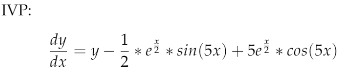 IVP:
dy/dx = y − 1/2 * e^(x/2) * sin(5x) + 5e^(x/2) * cos(5x)